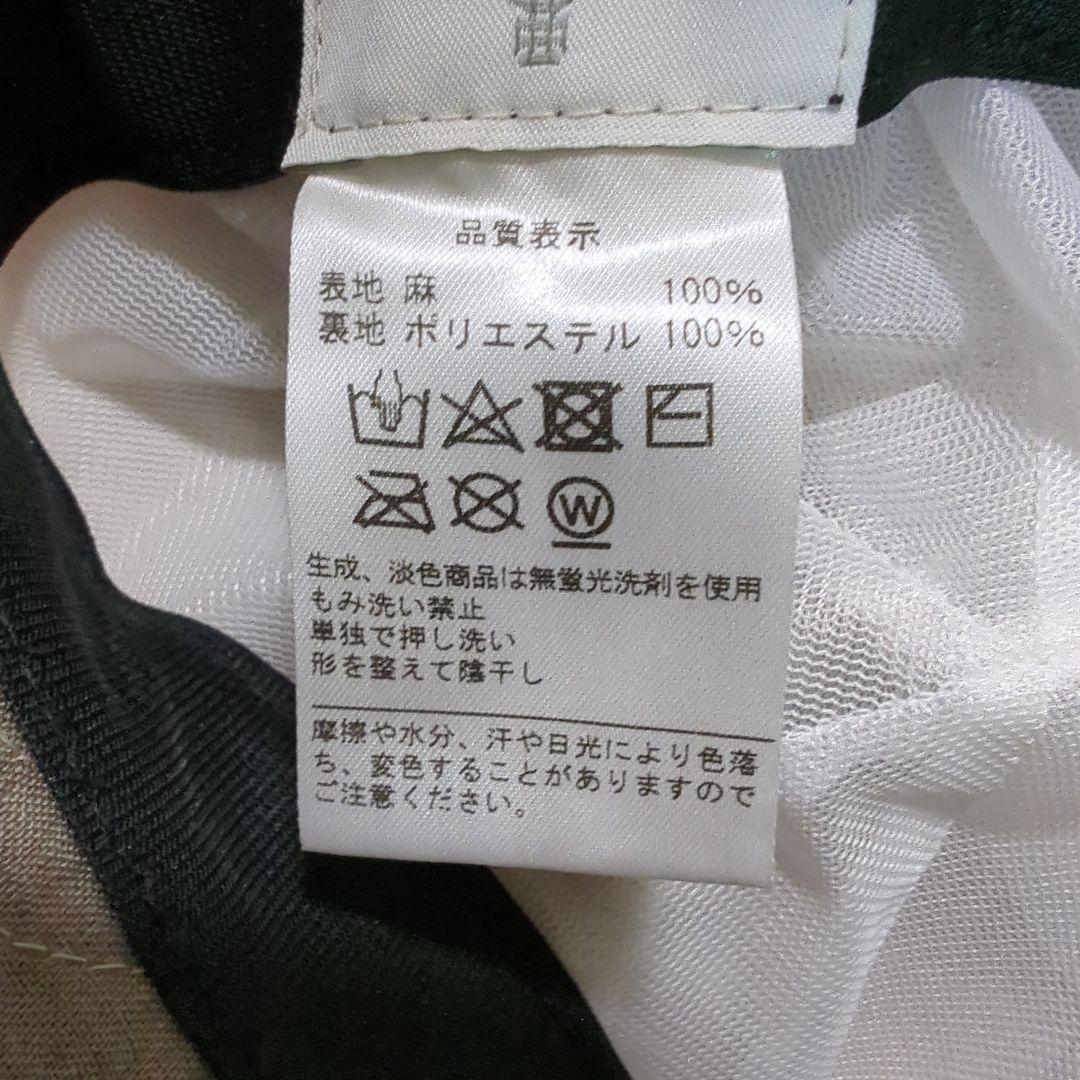 品質表示
表地 麻 100%
裏地 ポリエステル 100%
W
生成、淡色商品は無蛍光洗剤を使用
もみ洗い禁止
単独で押し洗い
形を整えて陰干し
摩擦や水分、汗や日光により色落
ち、変色することがありますので
ご注意ください。